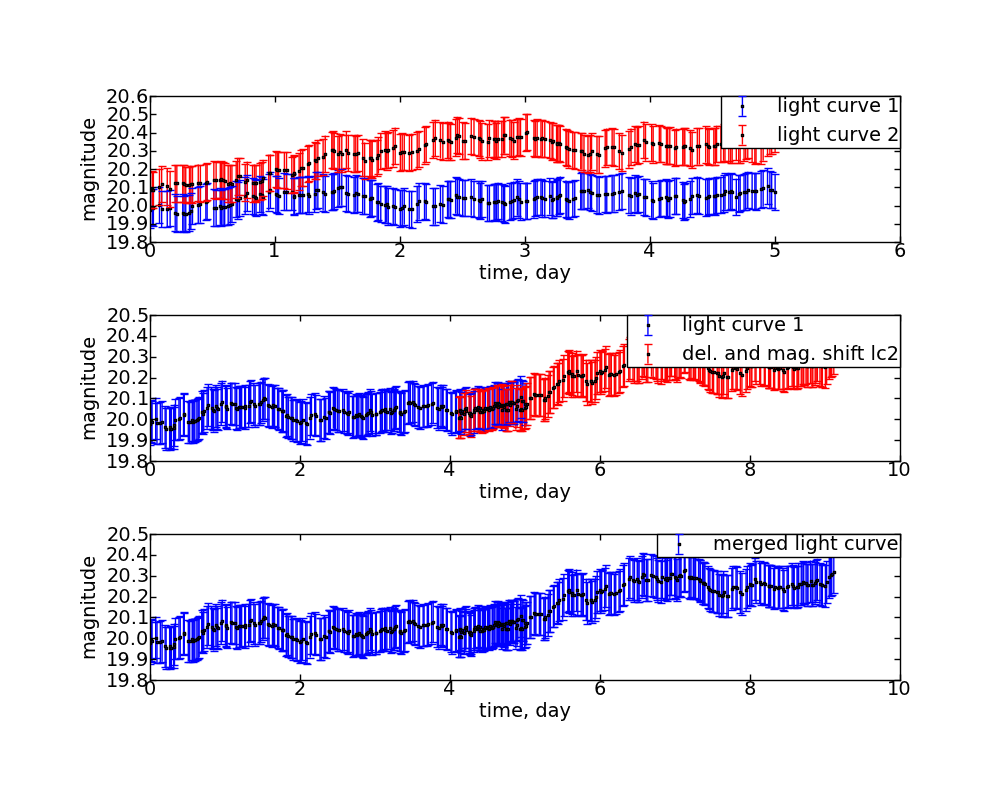 20.6
20.5
20.4
20.3
20.2
20.1
20.0
19.9
19.8
magnitude
light curve 1
light curve 2
0 1 2 3 4 5 6
time, day
20.5
20.4
20.3
20.2
20.1
20.0
19.9
19.8
magnitude
light curve 1
del. and mag. shift lc2
0 2 4 6 8 10
time, day
20.5
20.4
20.3
20.2
20.1
20.0
19.9
19.8
magnitude
merged light curve
0 2 4 6 8 10
time, day